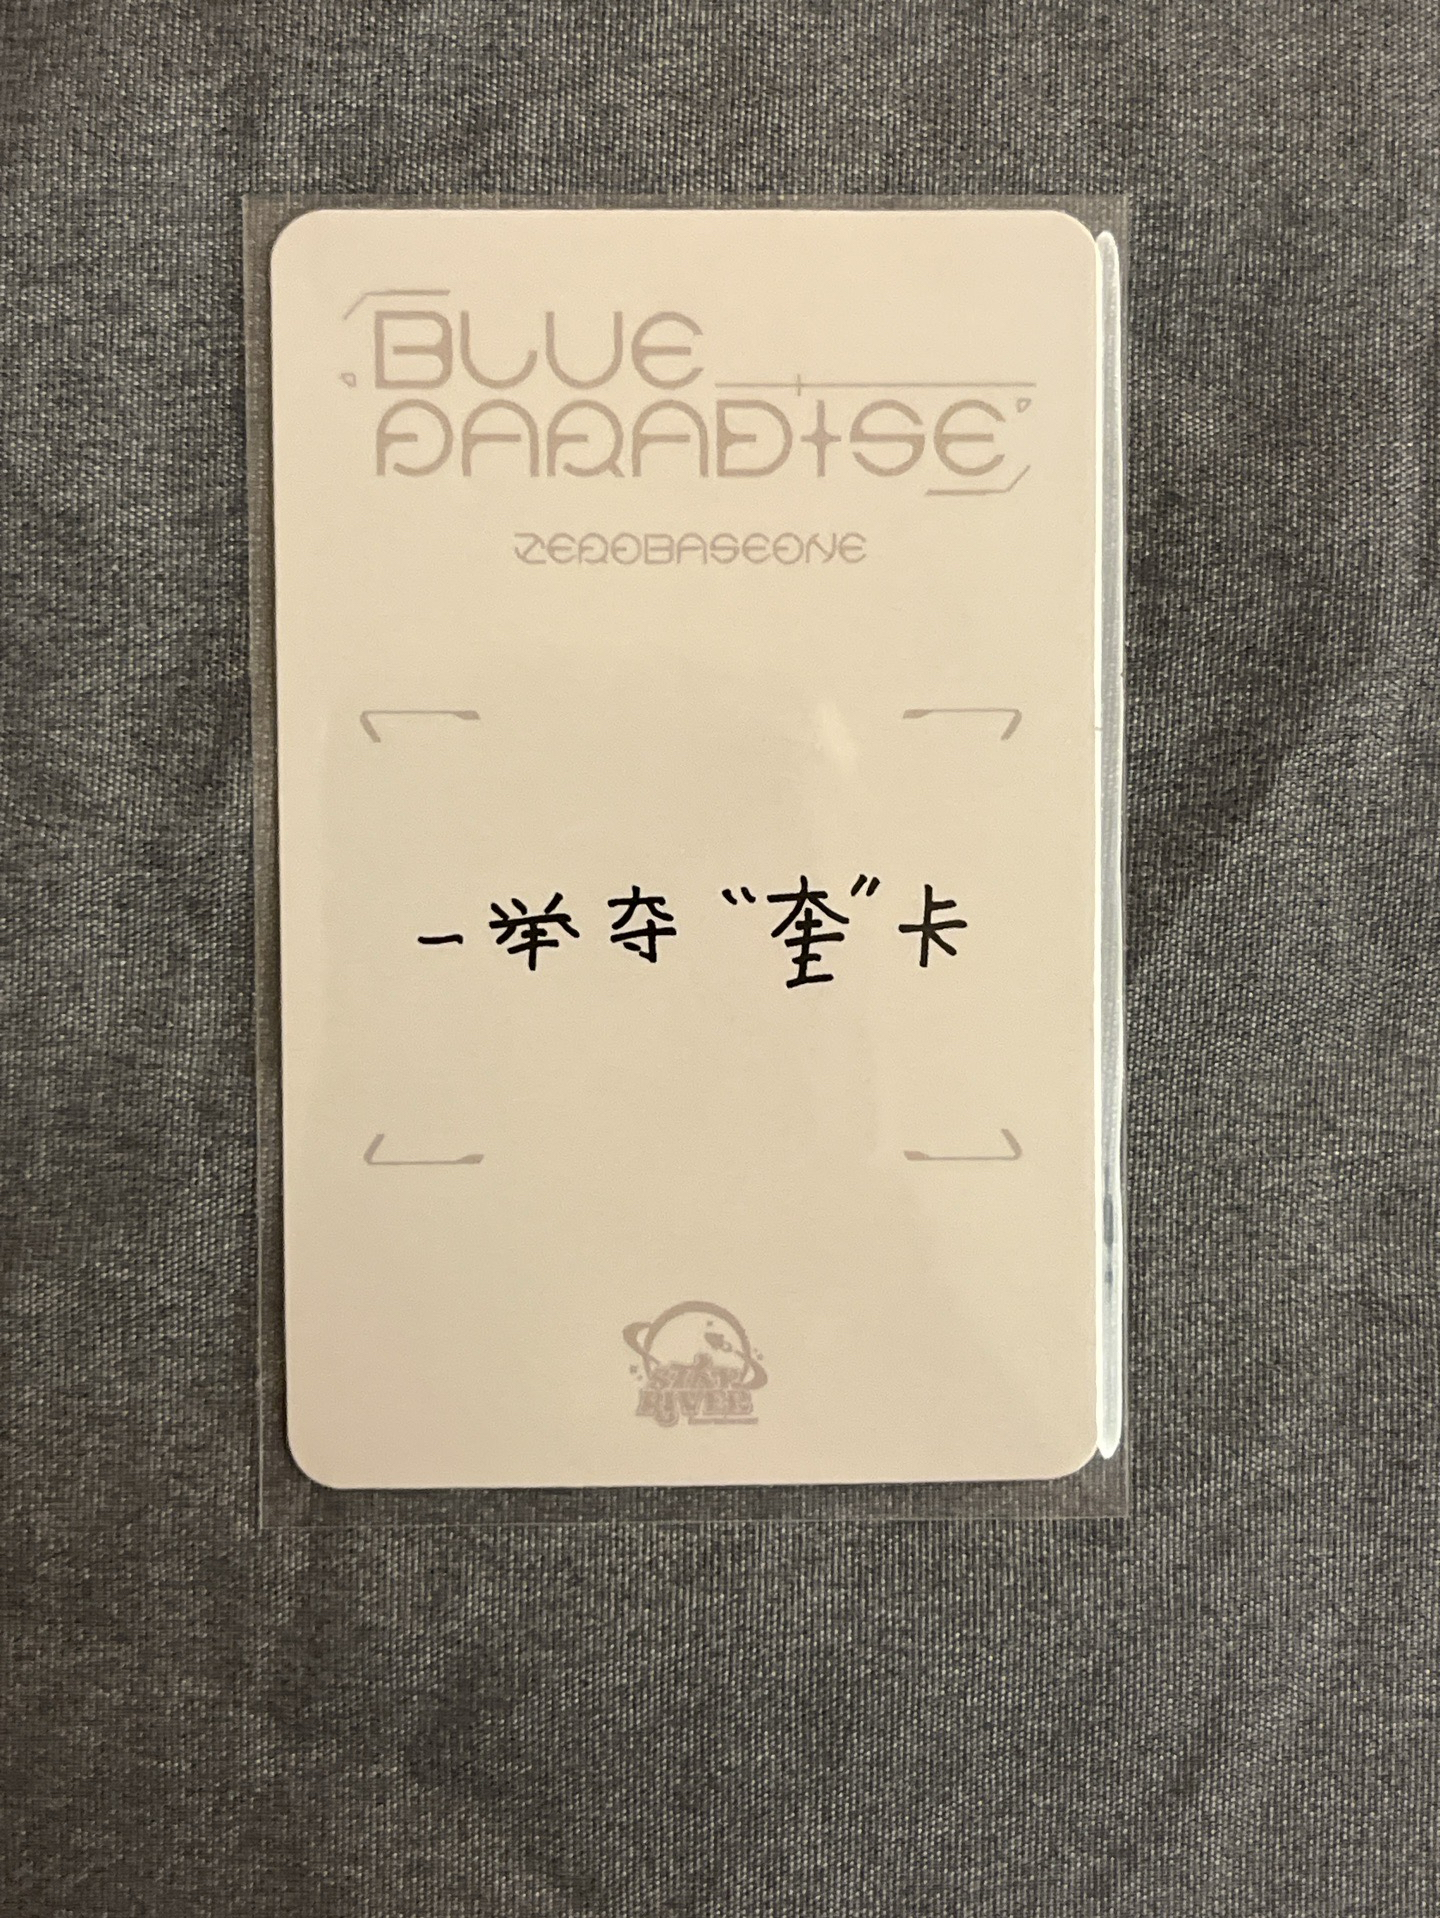 BLUE
PARADISE
ZEROBASEONE
一举夺“奎”卡
STAR
RIVER